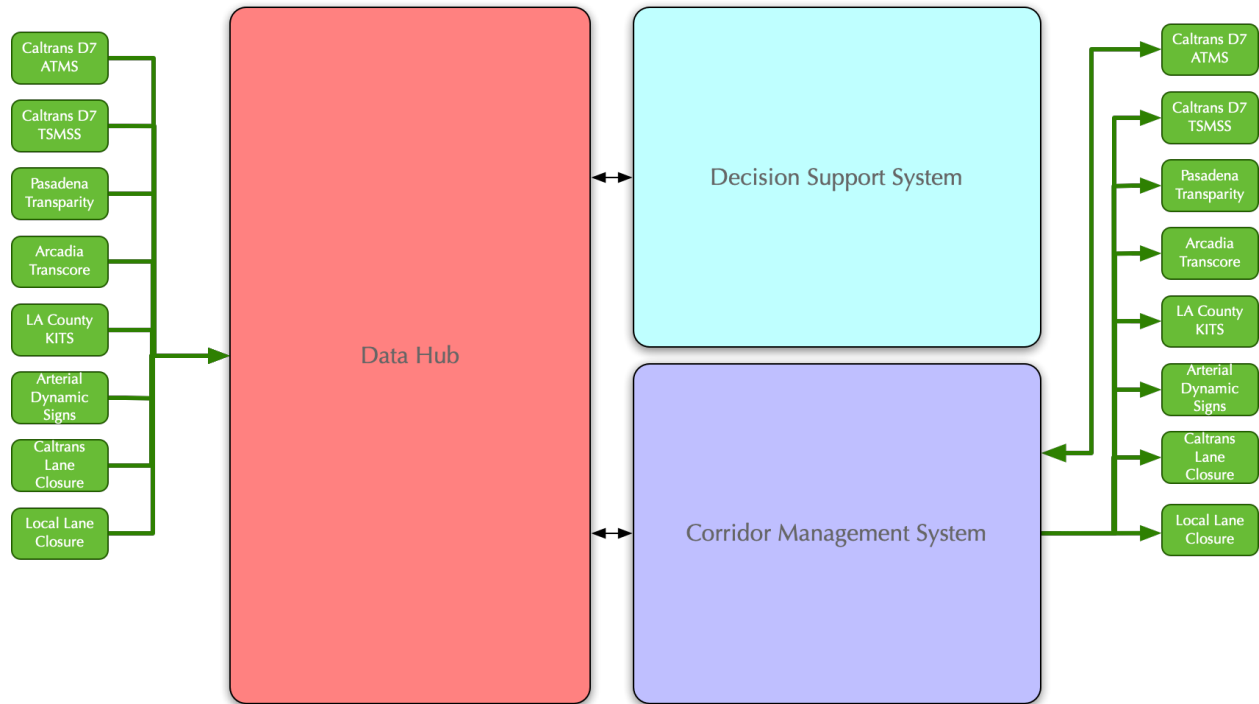 Caltrans D7
ATMS
Caltrans D7
TSMSS
Pasadena
Transparity
Arcadia
Transcore
LA County
KITS
Arterial
Dynamic
Signs
Caltrans
Lane
Closure
Local Lane
Closure
Data Hub
Decision Support System
Corridor Management System
Caltrans D7
ATMS
Caltrans D7
TSMSS
Pasadena
Transparity
Arcadia
Transcore
LA County
KITS
Arterial
Dynamic
Signs
Caltrans
Lane
Closure
Local Lane
Closure